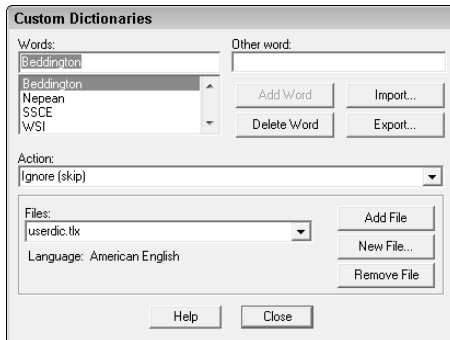 Custom Dictionaries
Words:
Other word:
Beddington
Beddington
Nepean
SSCE
WSI
Add Word
Import...
Delete Word
Export...
Action:
Ignore (skip)
Files:
userdic.tlx
Language: American English
Add File
New File...
Remove File
Help
Close